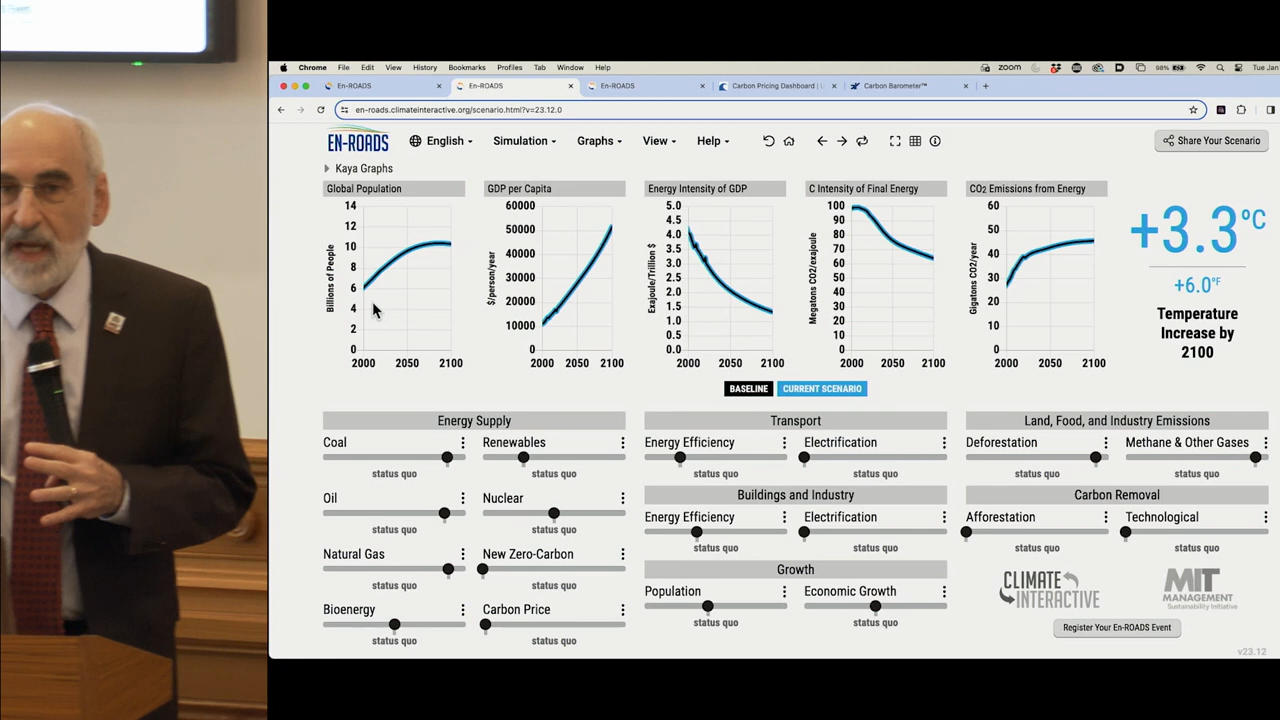 Chrome File Edit View History Bookmarks Profiles Tab Window Help zoom 98% Tue Jan
En-ROADS × En-ROADS × En-ROADS × Carbon Pricing Dashboard | U × Carbon Barometer™ × +
en-roads.climateinteractive.org/scenario.html?v=23.12.0
EN-ROADS English Simulation Graphs View Help Share Your Scenario
Kaya Graphs
Global Population
14
12
10
8
6
4
2
0
Billions of People
2000 2050 2100
GDP per Capita
60000
50000
40000
30000
20000
10000
0
$/person/year
2000 2050 2100
Energy Intensity of GDP
5.0
4.5
4.0
3.5
3.0
2.5
2.0
1.5
1.0
0.5
0.0
Exajoule/Trillion $
2000 2050 2100
C Intensity of Final Energy
100
90
80
70
60
50
40
30
20
10
0
Megatons CO2/exajoule
2000 2050 2100
CO2 Emissions from Energy
60
50
40
30
20
10
0
Gigatons CO2/year
2000 2050 2100
+3.3°C
+6.0°F
Temperature
Increase by
2100
BASELINE CURRENT SCENARIO
Energy Supply
Coal Renewables
status quo status quo
Oil Nuclear
status quo status quo
Natural Gas New Zero-Carbon
status quo status quo
Bioenergy Carbon Price
status quo status quo
Transport
Energy Efficiency Electrification
status quo status quo
Buildings and Industry
Energy Efficiency Electrification
status quo status quo
Growth
Population Economic Growth
status quo status quo
Land, Food, and Industry Emissions
Deforestation Methane & Other Gases
status quo status quo
Carbon Removal
Afforestation Technological
status quo status quo
CLIMATE
INTERACTIVE
MIT
MANAGEMENT
Sustainability Initiative
Register Your En-ROADS Event
v23.12